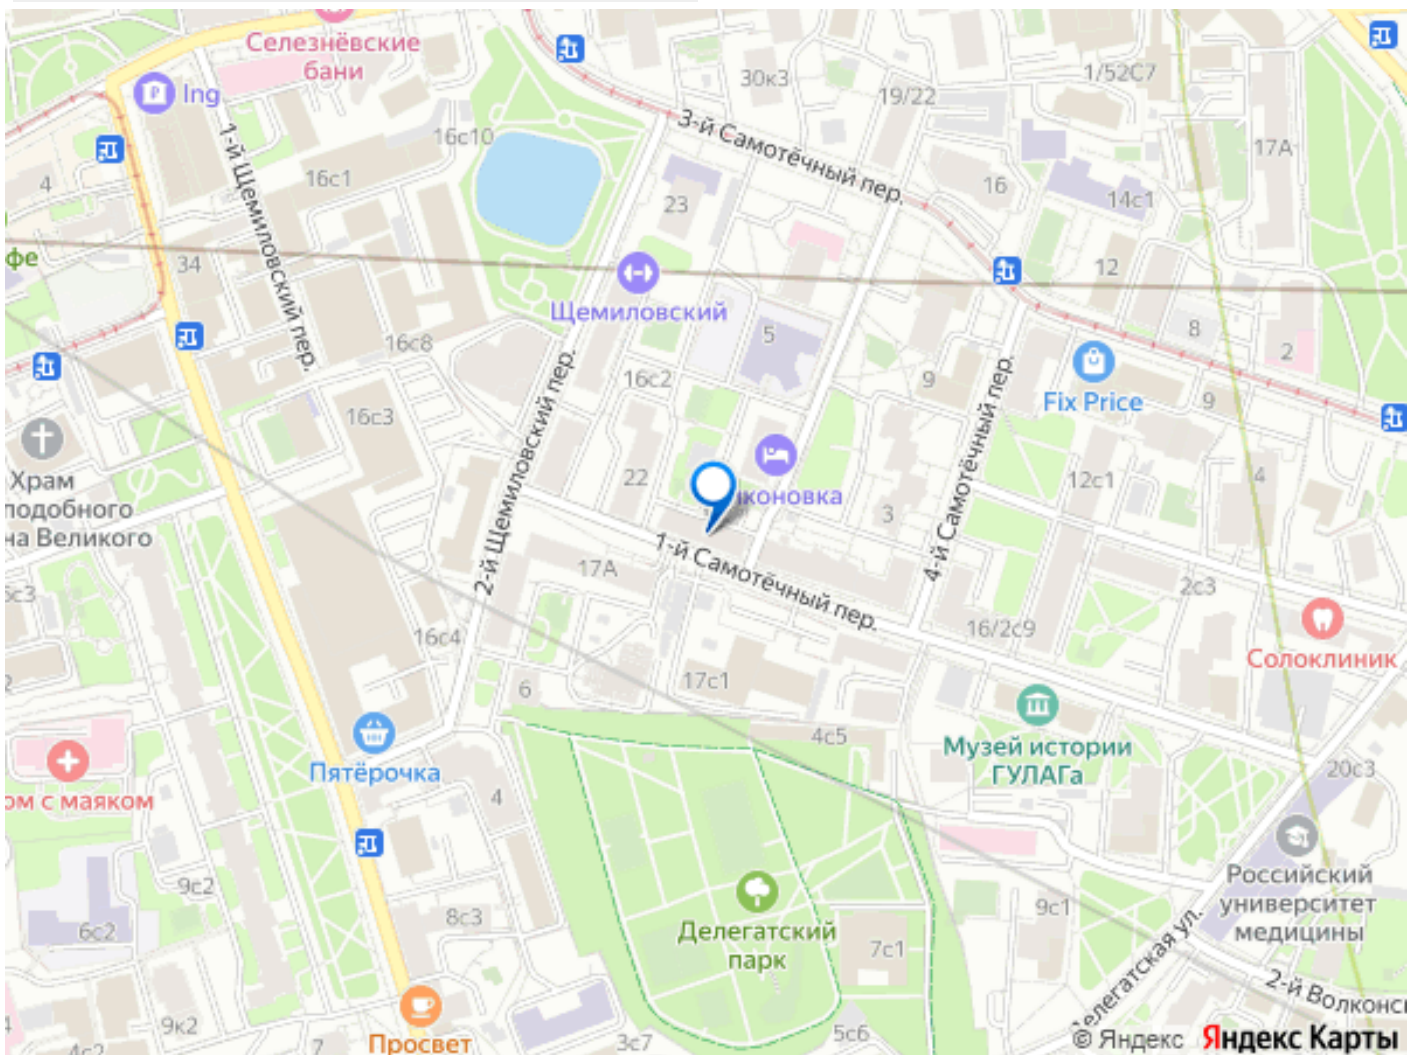 Селезнёвские
бани
Ing
30к3
1/52С7
19/22
3-й Самотёчный пер.
16с10
17А
1-й Щемиловский пер.
4
16с1
23
16
14с1
фе
34
12
Щемиловский
5
8
2
16с8
16с2
9
Fix Price
9
16с3
2-й Щемиловский пер.
4-й Самотёчный пер.
Храм
подобного
на Великого
22
иконовка
12с1
4
3
1-й Самотёчный пер.
17А
2с3
16с4
16/2с9
Солоклиник
6
17с1
4с5
Музей истории
ГУЛАГа
Пятёрочка
20с3
ом с маяком
4
Российский
университет
медицины
9с2
6с2
8с3
Делегатский
парк
7с1
9с1
Делегатская ул.
2-й Волконс
9к2
7
Просвет
3с7
5с6
4с2
© Яндекс Яндекс Карты